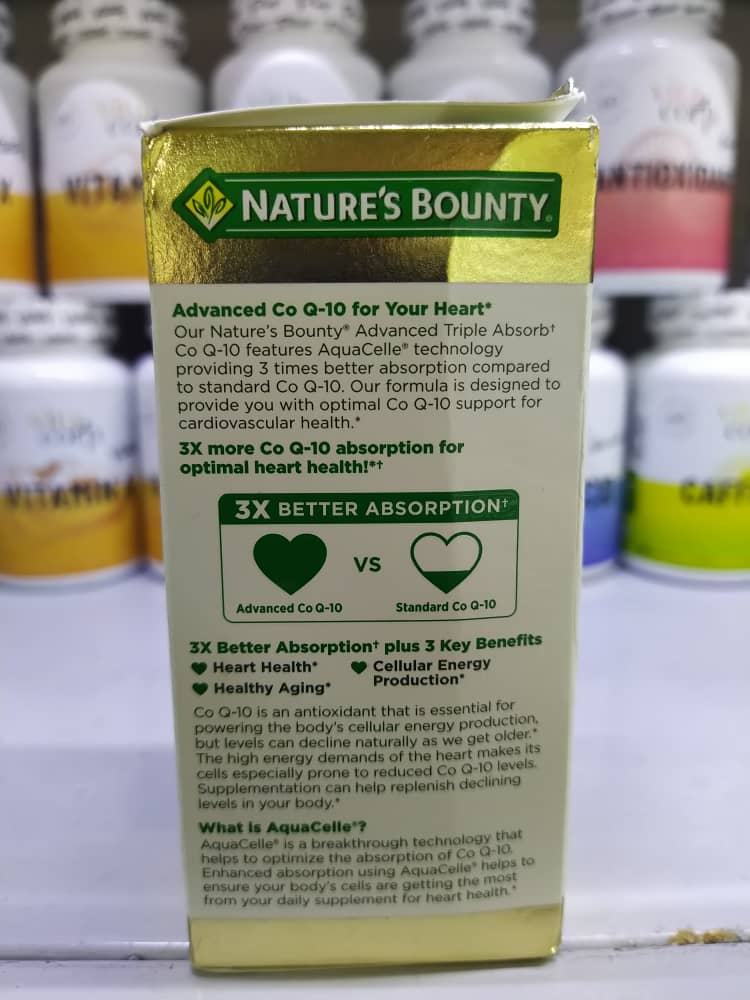 NATURE'S BOUNTY®
Advanced Co Q-10 for Your Heart*
Our Nature's Bounty® Advanced Triple Absorb†
Co Q-10 features AquaCelle® technology
providing 3 times better absorption compared
to standard Co Q-10. Our formula is designed to
provide you with optimal Co Q-10 support for
cardiovascular health.*
3X more Co Q-10 absorption for
optimal heart health!*†
3X BETTER ABSORPTION†
VS
Advanced Co Q-10
Standard Co Q-10
3X Better Absorption† plus 3 Key Benefits
Heart Health*
Cellular Energy
Production*
Healthy Aging*
Co Q-10 is an antioxidant that is essential for
powering the body's cellular energy production,
but levels can decline naturally as we get older.*
The high energy demands of the heart makes its
cells especially prone to reduced Co Q-10 levels.
Supplementation can help replenish declining
levels in your body.*
What is AquaCelle®?
AquaCelle® is a breakthrough technology that
helps to optimize the absorption of Co Q-10.
Enhanced absorption using AquaCelle® helps to
ensure your body's cells are getting the most
from your daily supplement for heart health.*
VITAMIN